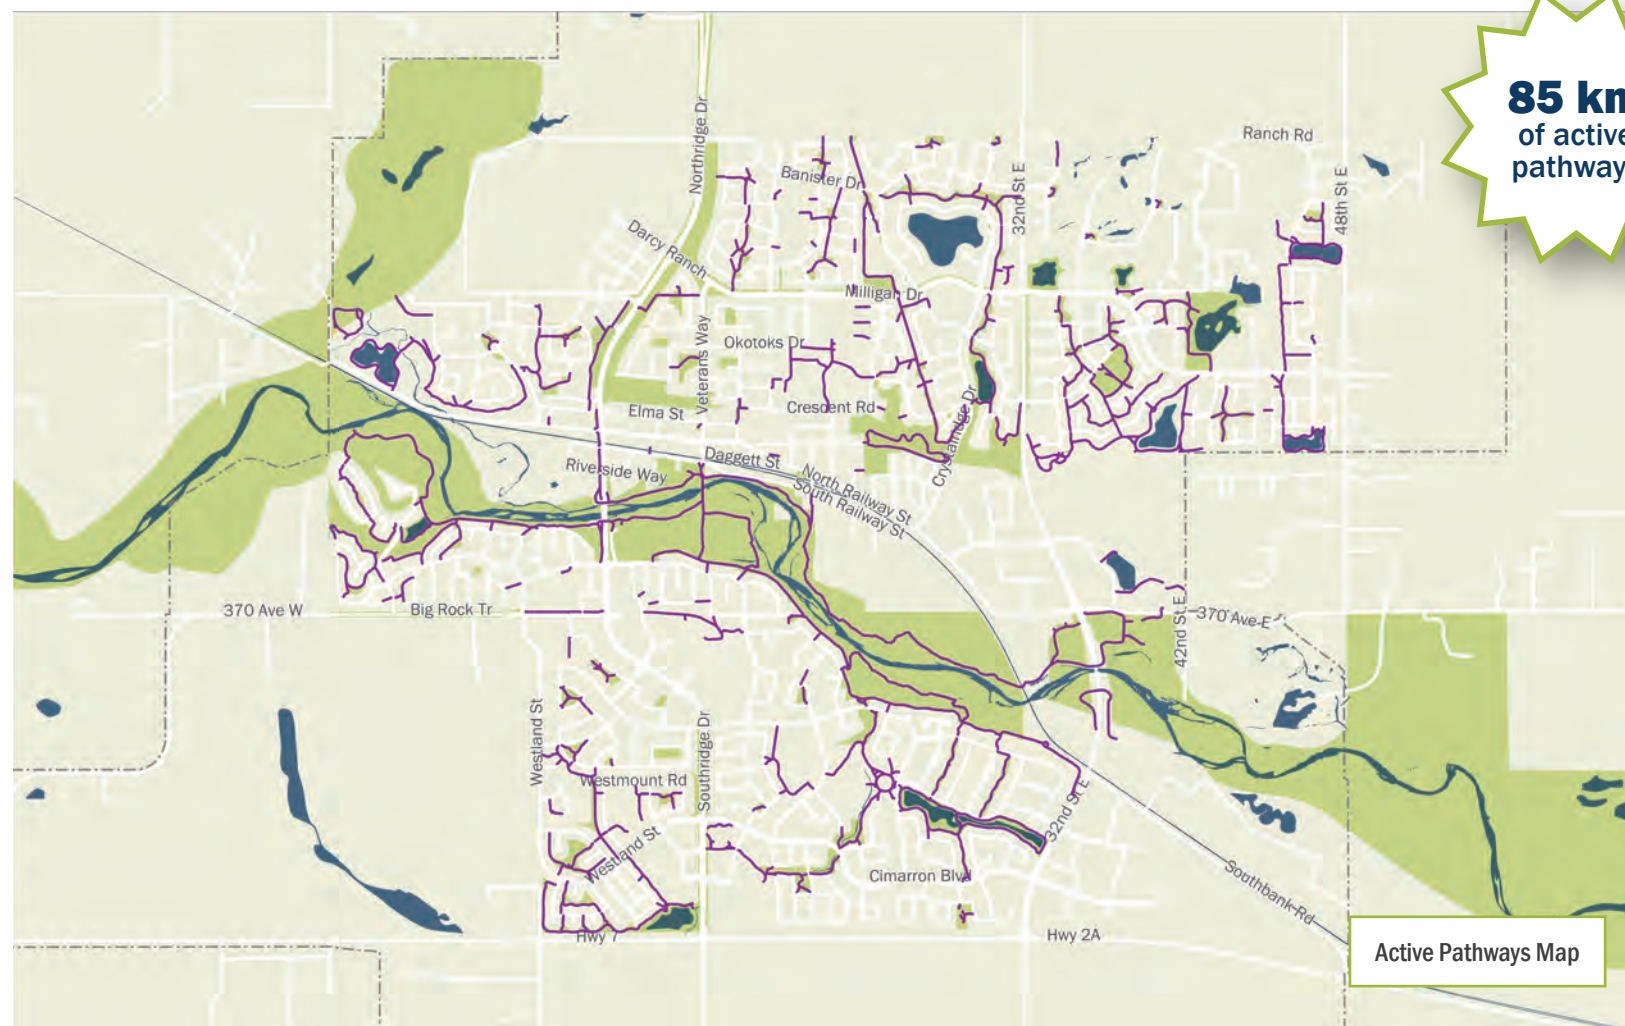 85 km
of active
pathway
Ranch Rd
Northridge Dr
Banister Dr
32nd St E
48th St E
Darcy Ranch
Milligan Dr
Okotoks Dr
Veterans Way
Elma St
Crescent Rd
Crystalridge Dr
Daggett St
Riverside Way
North Railway St
South Railway St
370 Ave W
Big Rock Tr
42nd St E
370 Ave E
Westland St
Southridge Dr
Westmount Rd
32nd St E
Westland St
Cimarron Blvd
Southbank Rd
Hwy 7
Hwy 2A
Active Pathways Map